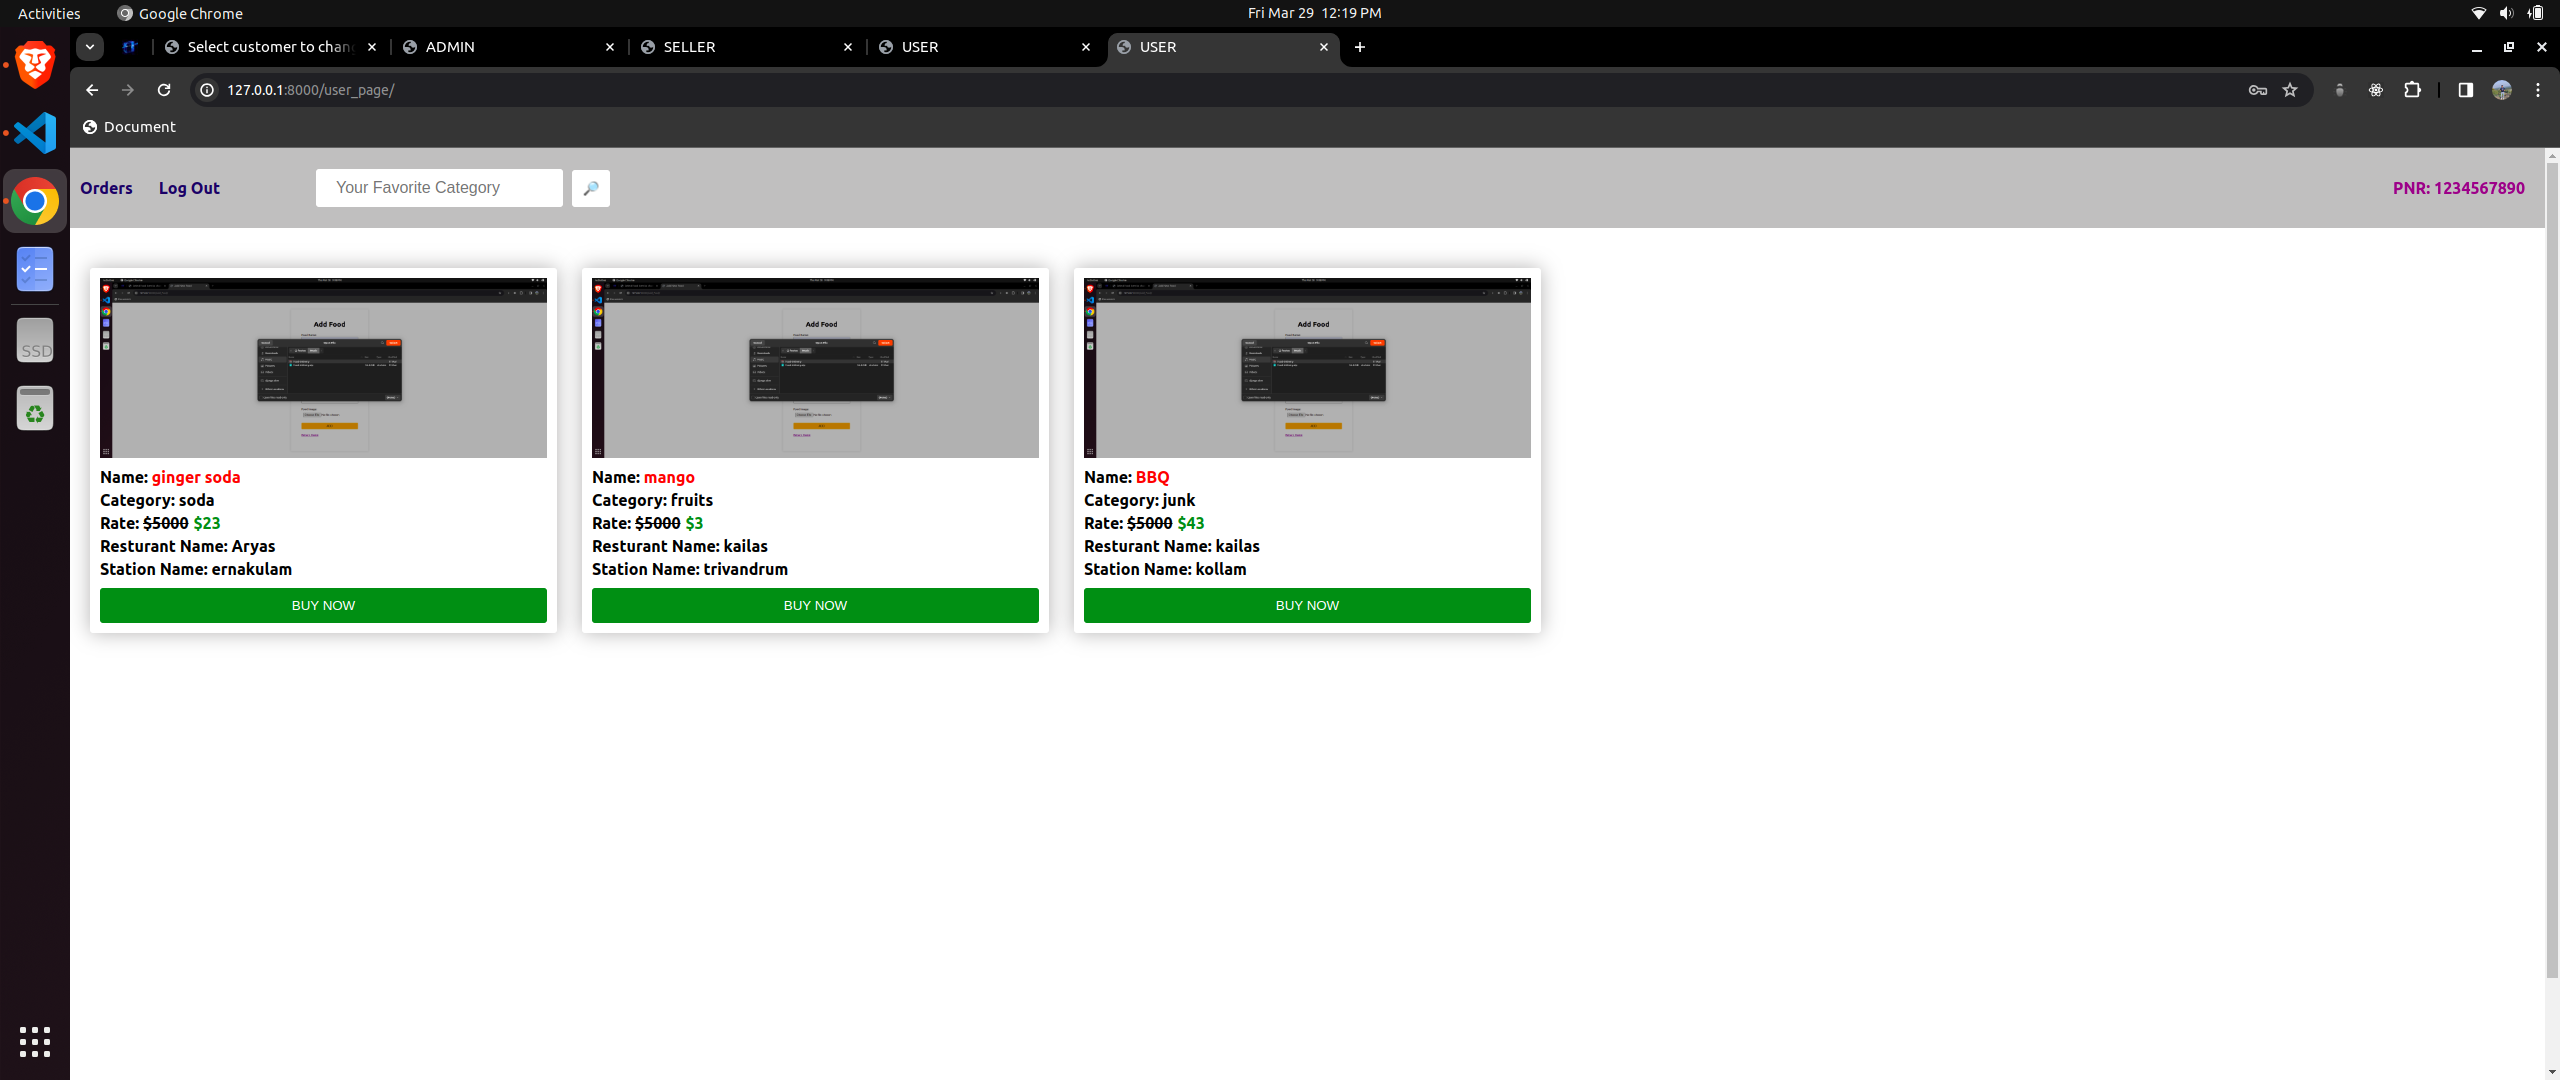 Activities
Google Chrome
Fri Mar 29 12:19 PM
Select customer to chan
ADMIN
SELLER
USER
USER
127.0.0.1:8000/user_page/
Document
Orders
Log Out
Your Favorite Category
PNR: 1234567890
SSD
Add Food
Name: ginger soda
Category: soda
Rate: $5000 $23
Resturant Name: Aryas
Station Name: ernakulam
BUY NOW
Add Food
Name: mango
Category: fruits
Rate: $5000 $3
Resturant Name: kailas
Station Name: trivandrum
BUY NOW
Add Food
Name: BBQ
Category: junk
Rate: $5000 $43
Resturant Name: kailas
Station Name: kollam
BUY NOW